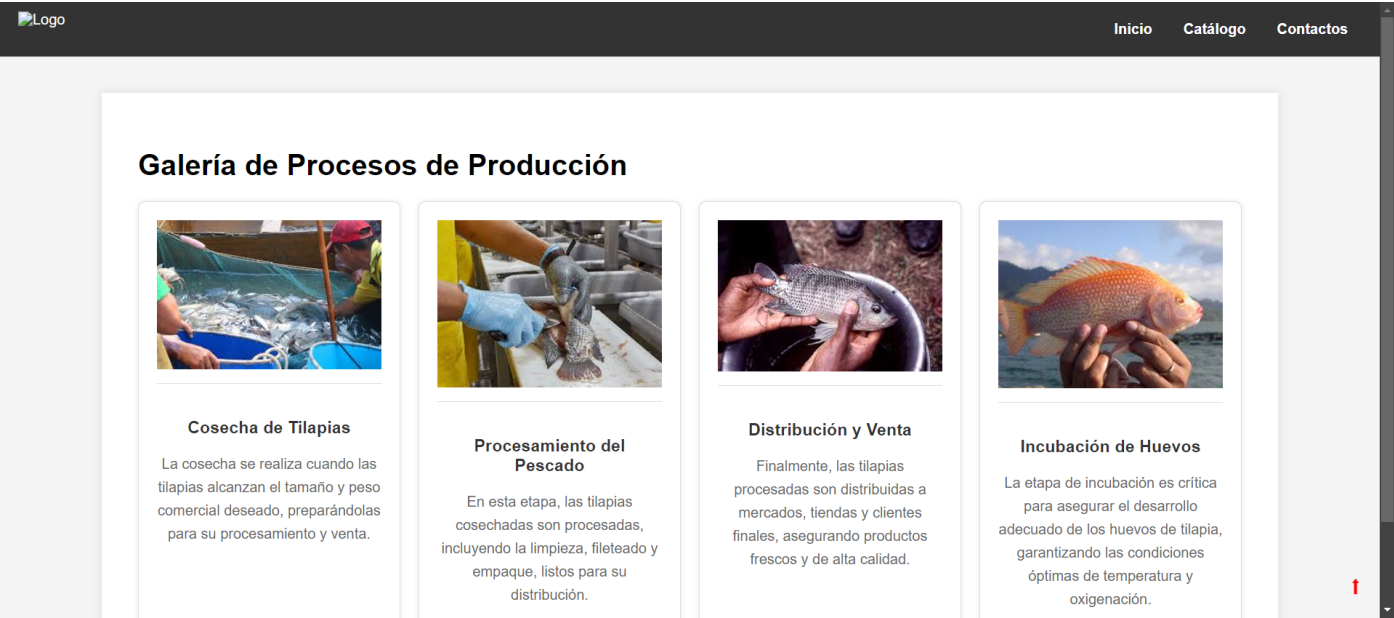 Logo
Inicio Catálogo Contactos
Galería de Procesos de Producción
Cosecha de Tilapias
La cosecha se realiza cuando las
tilapias alcanzan el tamaño y peso
comercial deseado, preparándolas
para su procesamiento y venta.
Procesamiento del
Pescado
En esta etapa, las tilapias
cosechadas son procesadas,
incluyendo la limpieza, fileteado y
empaque, listos para su
distribución.
Distribución y Venta
Finalmente, las tilapias
procesadas son distribuidas a
mercados, tiendas y clientes
finales, asegurando productos
frescos y de alta calidad.
Incubación de Huevos
La etapa de incubación es crítica
para asegurar el desarrollo
adecuado de los huevos de tilapia,
garantizando las condiciones
óptimas de temperatura y
oxigenación.